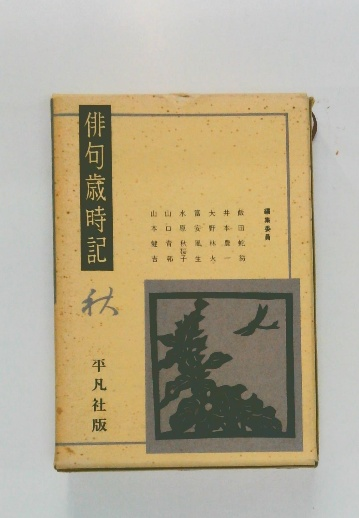 俳句歳時記
秋
平凡社版
編集委員
飯田蛇笏
井本農一
大野林火
富安風生
水原秋桜子
山口青邨
山本健吉